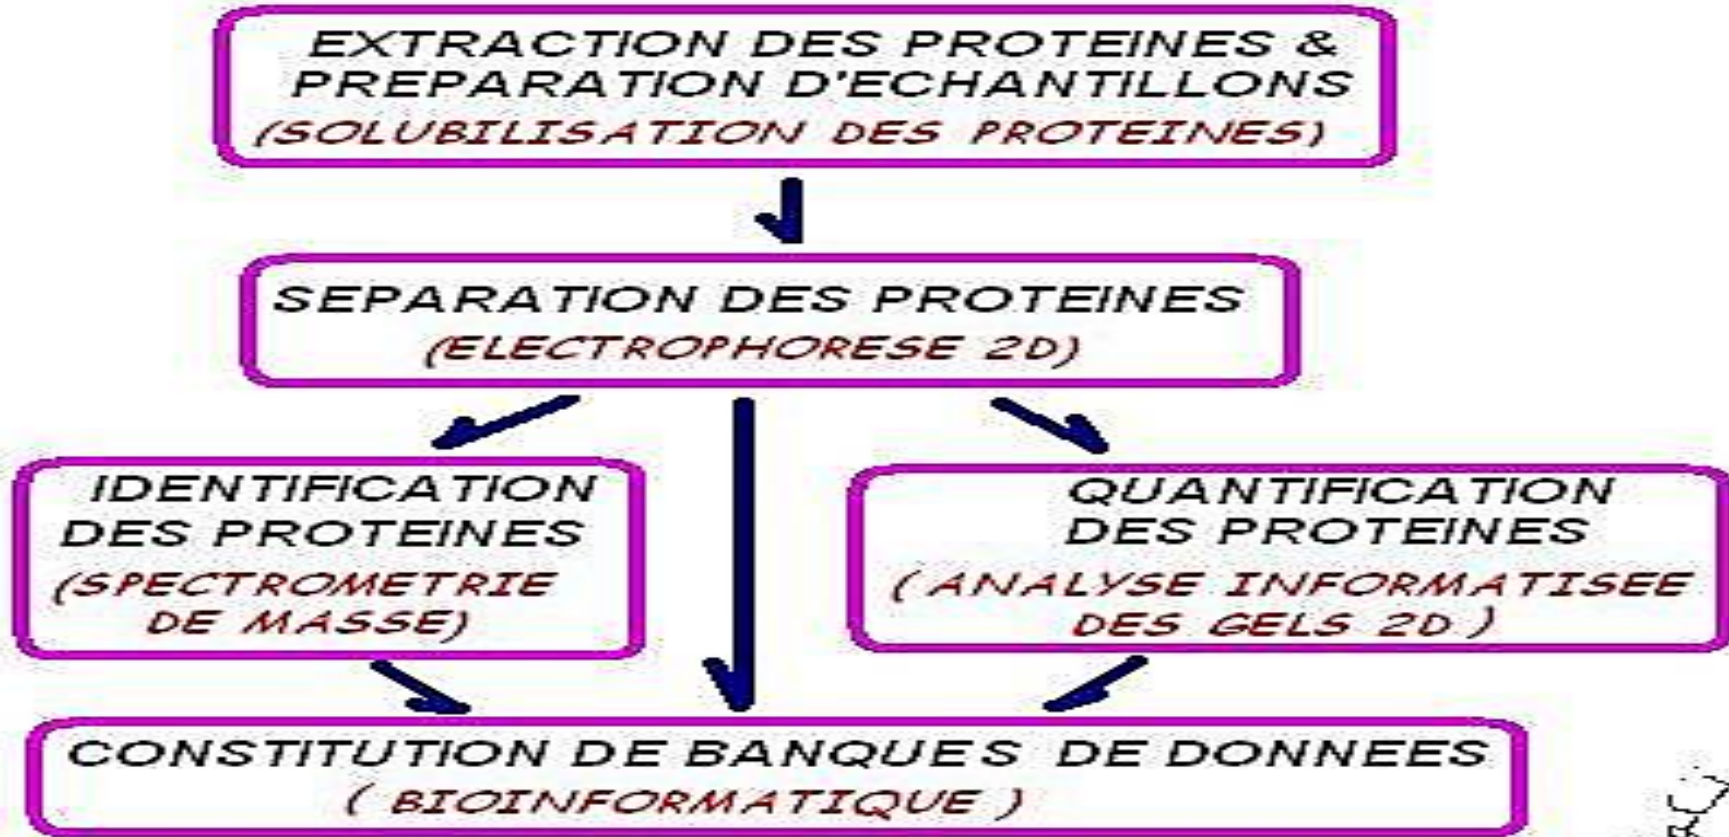 EXTRACTION DES PROTEINES &
PREPARATION D'ECHANTILLONS
(SOLUBILISATION DES PROTEINES)
SEPARATION DES PROTEINES
(ELECTROPHORESE 2D)
IDENTIFICATION
DES PROTEINES
(SPECTROMETRIE
DE MASSE)
QUANTIFICATION
DES PROTEINES
( ANALYSE INFORMATISEE
DES GELS 2D )
CONSTITUTION DE BANQUES DE DONNEES
( BIOINFORMATIQUE )